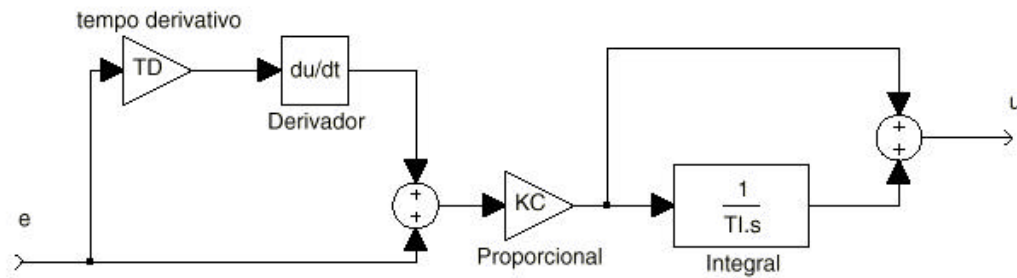 tempo derivativo
TD
du/dt
Derivador
+
+
e
KC
Proporcional
1
TI.s
Integral
+
+
u